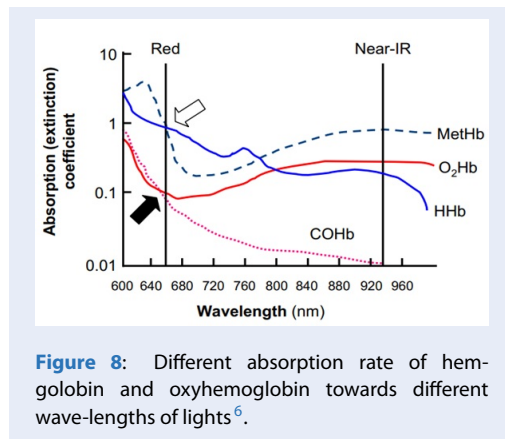 Red
Near-IR
10
1
0.1
0.01
Absorption (extinction)
coefficient
MetHb
O₂Hb
HHb
COHb
600 640 680 720 760 800 840 880 920 960
Wavelength (nm)
Figure 8: Different absorption rate of hem-
golobin and oxyhemoglobin towards different
wave-lengths of lights⁶.